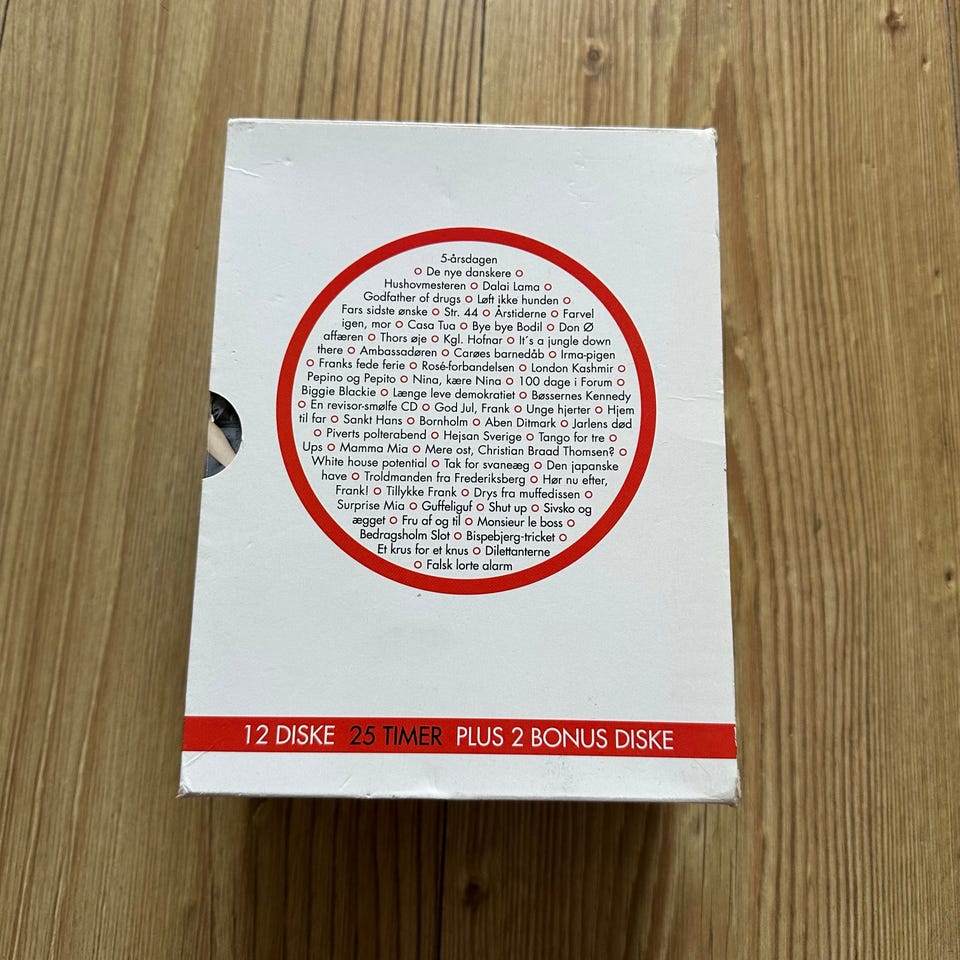 5-årsdagen
O De nye danskere O
Hushovmesteren O Dalai Lama O
Godfather of drugs O Løft ikke hunden O
Fars sidste ønske O Str. 44 O Årstiderne O Farvel
igen, mor O Casa Tua O Bye bye Bodil O Don Ø
affæren O Thors øje O Kgl. Hofnar O It´s a jungle down
there O Ambassadøren O Carøes barnedåb O Irma-pigen
O Franks fede ferie O Rosé-forbandelsen O London Kashmir O
Pepino og Pepito O Nina, kære Nina O 100 dage i Forum O
Biggie Blackie O Længe leve demokratiet O Bøssernes Kennedy
O En revisor-smølfe CD O God Jul, Frank O Unge hjerter O Hjem
til far O Sankt Hans O Bornholm O Aben Ditmark O Jarlens død
O Piverts polterabend O Hejsan Sverige O Tango for tre O
Ups O Mamma Mia O Mere ost, Christian Braad Thomsen? O
White house potential O Tak for svaneæg O Den japanske
have O Troldmanden fra Frederiksberg O Hør nu efter,
Frank! O Tillykke Frank O Drys fra muffedissen O
Surprise Mia O Guffeliguf O Shut up O Sivsko og
ægget O Fru af og til O Monsieur le boss O
Bedragsholm Slot O Bispebjerg-tricket O
Et krus for et knus O Dilettanterne
O Falsk lorte alarm
12 DISKE 25 TIMER PLUS 2 BONUS DISKE